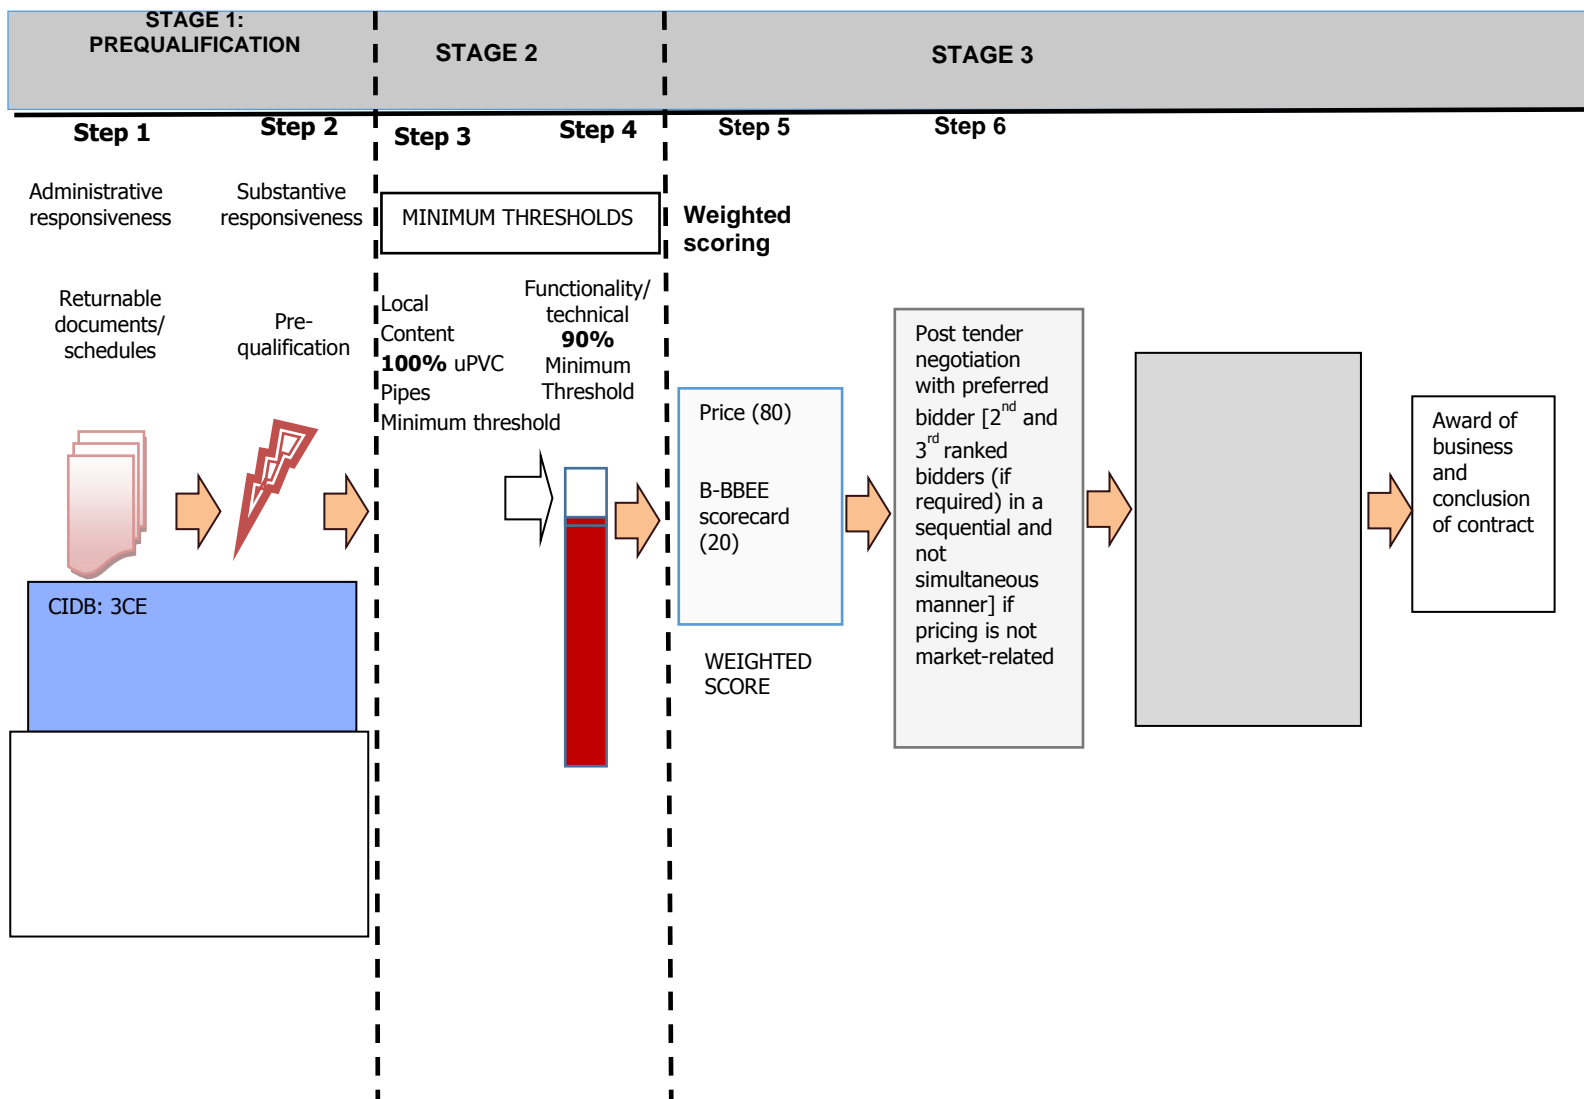 STAGE 1:
PREQUALIFICATION
STAGE 2
STAGE 3
Step 1
Step 2
Step 3
Step 4
Step 5
Step 6
Administrative
responsiveness
Substantive
responsiveness
MINIMUM THRESHOLDS
Weighted
scoring
Returnable
documents/
schedules
Pre-
qualification
Local
Content
100% uPVC
Pipes
Minimum threshold
Functionality/
technical
90%
Minimum
Threshold
Price (80)
B-BBEE
scorecard
(20)
WEIGHTED
SCORE
Post tender
negotiation
with preferred
bidder [2nd and
3rd ranked
bidders (if
required) in a
sequential and
not
simultaneous
manner] if
pricing is not
market-related
Award of
business
and
conclusion
of contract
CIDB: 3CE